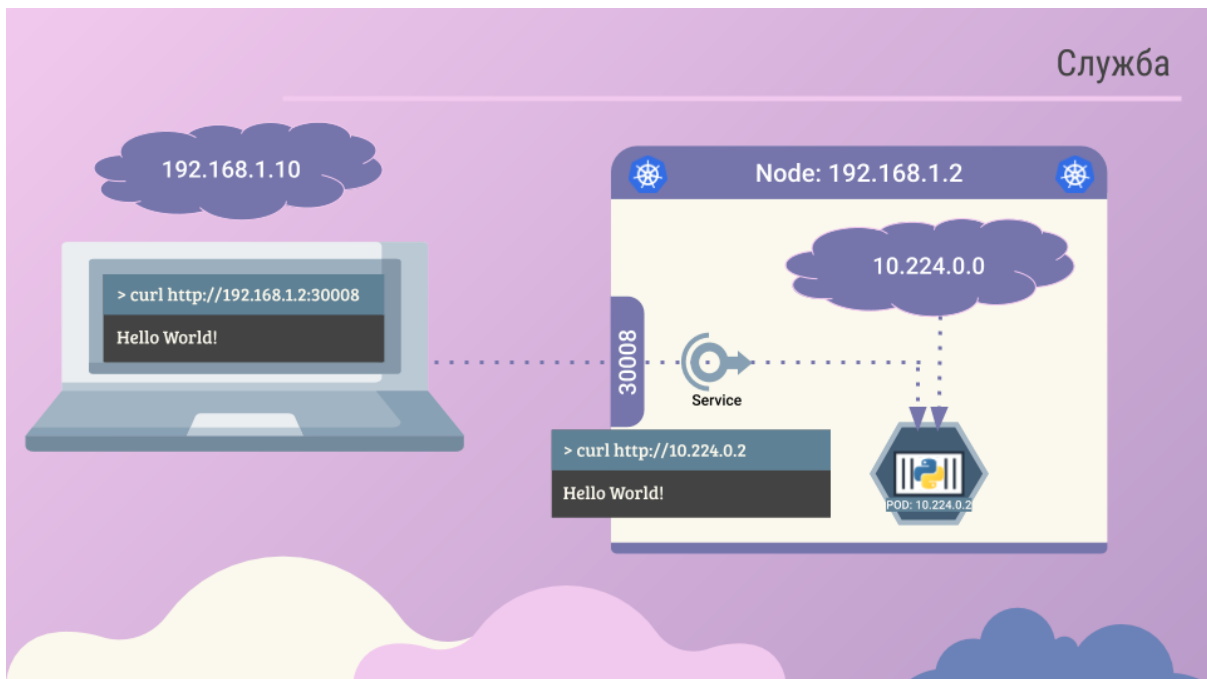 Служба
192.168.1.10
> curl http://192.168.1.2:30008
Hello World!
Node: 192.168.1.2
10.224.0.0
30008
Service
> curl http://10.224.0.2
Hello World!
POD: 10.224.0.2